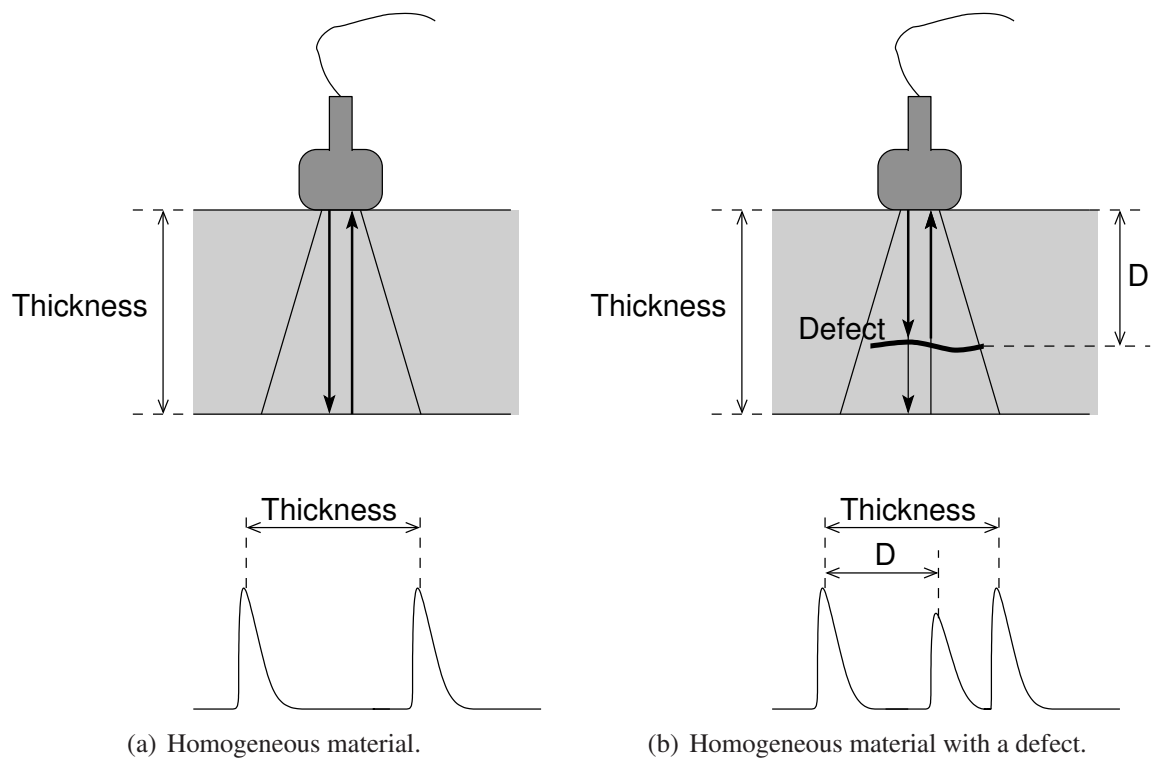 Thickness
Thickness
Defect
D
Thickness
Thickness
D
(a) Homogeneous material.
(b) Homogeneous material with a defect.